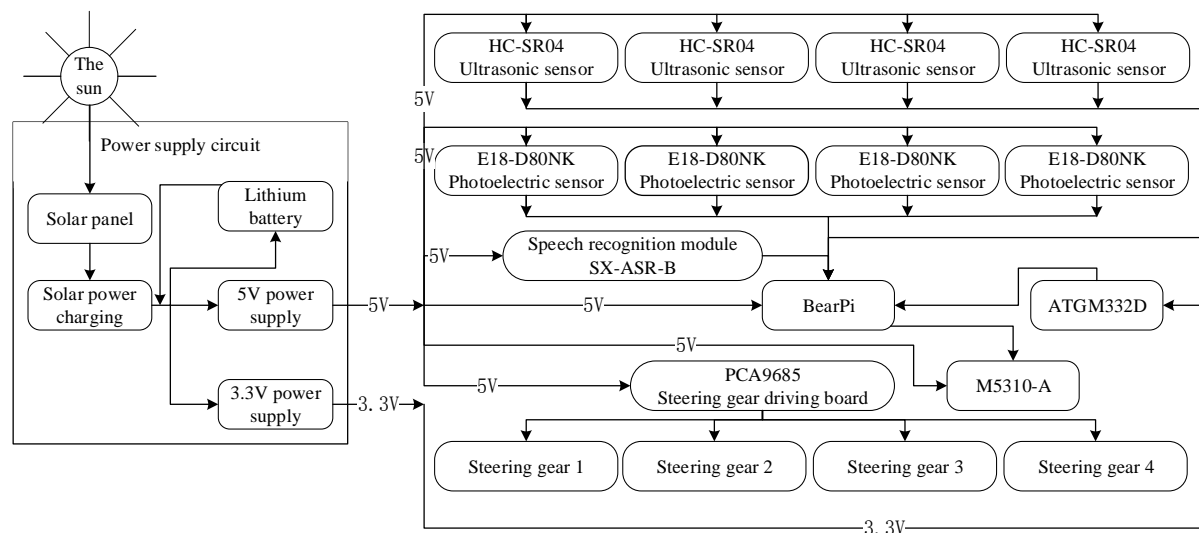 The
sun
Power supply circuit
Solar panel
Lithium
battery
Solar power
charging
5V power
supply
3.3V power
supply
5V
3.3V
5V
HC-SR04
Ultrasonic sensor
HC-SR04
Ultrasonic sensor
HC-SR04
Ultrasonic sensor
HC-SR04
Ultrasonic sensor
5V
E18-D80NK
Photoelectric sensor
E18-D80NK
Photoelectric sensor
E18-D80NK
Photoelectric sensor
E18-D80NK
Photoelectric sensor
5V
Speech recognition module
SX-ASR-B
5V
BearPi
ATGM332D
5V
M5310-A
5V
PCA9685
Steering gear driving board
Steering gear 1
Steering gear 2
Steering gear 3
Steering gear 4
3.3V